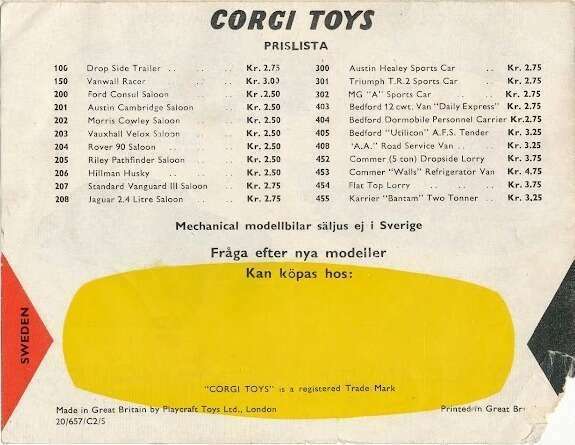 CORGI TOYS
PRISLISTA
100 Drop Side Trailer .. .. .. Kr. 2.75
150 Vanwall Racer .. .. Kr. 3.00
200 Ford Consul Saloon .. .. Kr. 2.50
201 Austin Cambridge Saloon .. Kr. 2.50
202 Morris Cowley Saloon .. Kr. 2.50
203 Vauxhall Velox Saloon .. Kr. 2.50
204 Rover 90 Saloon .. .. Kr. 2.50
205 Riley Pathfinder Saloon .. Kr. 2.50
206 Hillman Husky .. .. Kr. 2.50
207 Standard Vanguard III Saloon Kr. 2.75
208 Jaguar 2.4 Litre Saloon .. Kr. 2.75
300 Austin Healey Sports Car .. Kr. 2.75
301 Triumph T.R.2 Sports Car .. Kr. 2.75
302 MG "A" Sports Car .. .. Kr. 2.75
403 Bedford 12 cwt. Van "Daily Express" Kr. 2.75
404 Bedford Dormobile Personnel Carrier Kr.2.75
405 Bedford "Utilicon" A.F.S. Tender Kr. 3.25
408 'A.A.' Road Service Van .. Kr. 3.25
452 Commer (5 ton) Dropside Lorry Kr. 3.75
453 Commer "Walls" Refrigerator Van Kr. 4.75
454 Flat Top Lorry .. .. Kr. 3.75
455 Karrier "Bantam" Two Tonner .. Kr. 3,25
Mechanical modellbilar säljus ej i Sverige
Fråga efter nya modeller
Kan köpas hos:
SWEDEN
"CORGI TOYS" is a registered Trade Mark
Made in Great Britain by Playcraft Toys Ltd., London
20/657/C2/S
Printed in Great